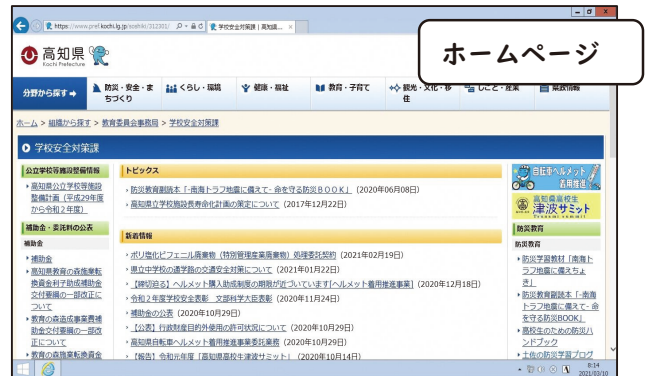 https://www.pref.kochi.lg.jp/soshiki/312301/
学校安全対策課 | 高知県...
ホームページ
高知県
Kochi Prefecture
分野から探す
防災・安全・まちづくり
くらし・環境
健康・福祉
教育・子育て
観光・文化・移住
しごと・産業
県政情報
ホーム > 組織から探す > 教育委員会事務局 > 学校安全対策課
学校安全対策課
公立学校等施設整備情報
高知県公立学校等施設
整備計画(平成29年度
から令和2年度)
補助金・委託料の公表
補助金
補助金
高知県教育の森施業転
換資金利子助成補助金
交付要綱の一部改正に
ついて
教育の森造成事業費補
助金交付要綱の一部改
正について
教育の森施業転換資金
トピックス
防災教育副読本「-南海トラフ地震に備えて-命を守る防災BOOK」(2020年06月08日)
高知県立学校施設長寿命化計画の策定について(2017年12月22日)
新着情報
ポリ塩化ビフェニル廃棄物(特別管理産業廃棄物)処理委託契約(2021年02月19日)
県立中学校の通学路の交通安全対策について(2021年01月22日)
【締切迫る】ヘルメット購入助成制度の期限が近づいています[ヘルメット着用推進事業](2020年12月18日)
令和2年度学校安全表彰 文部科学大臣表彰(2020年11月24日)
補助金の公表(2020年10月29日)
【公表】行政財産目的外使用の許可状況について(2020年10月29日)
高知県自転車ヘルメット着用推進事業委託業務(2020年10月29日)
【報告】令和元年度「高知県高校生津波サミット」(2020年10月14日)
自転車ヘルメット
着用推進
高知県高校生
津波サミット
防災教育
防災教育
防災学習教材「南海ト
ラフ地震に備えちょ
き」
防災教育副読本「-南海
トラフ地震に備えて-命
を守る防災BOOK」
高校生のための防災ハ
ンドブック
土佐の防災学習プログ
8:14
2021/03/10